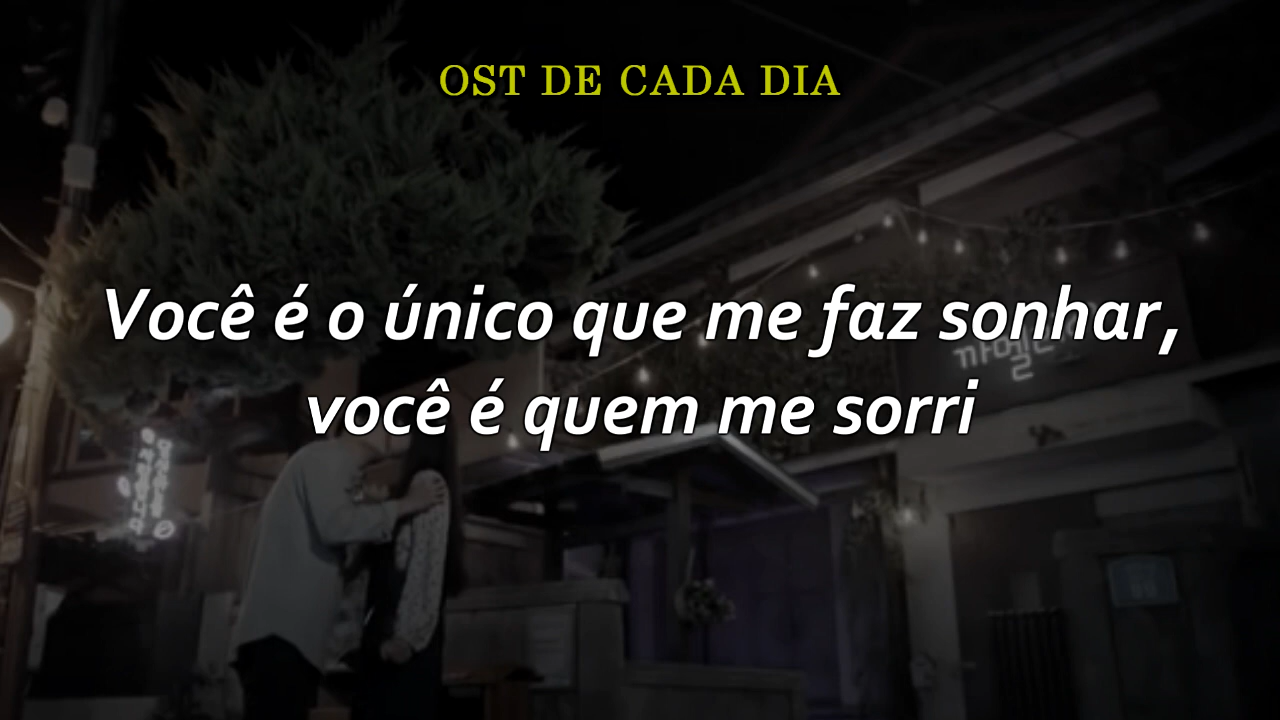 OST DE CADA DIA
Você é o único que me faz sonhar,
você é quem me sorri